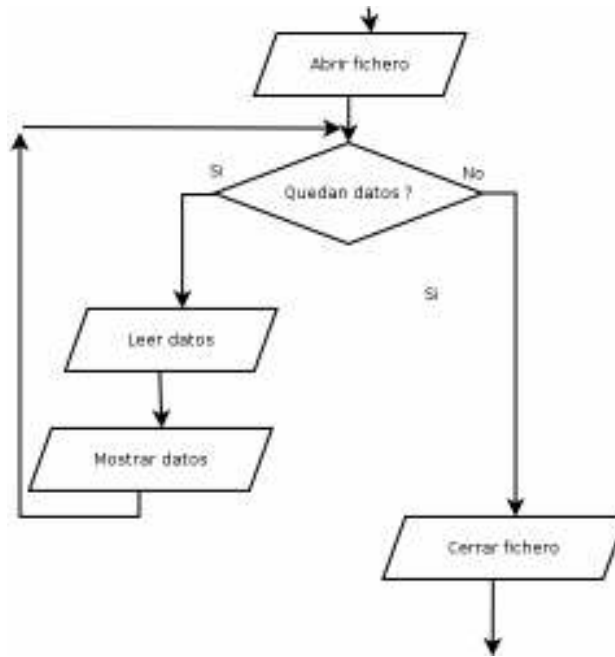 Abrir fichero
Si
No
Quedan datos ?
Si
Leer datos
Mostrar datos
Cerrar fichero